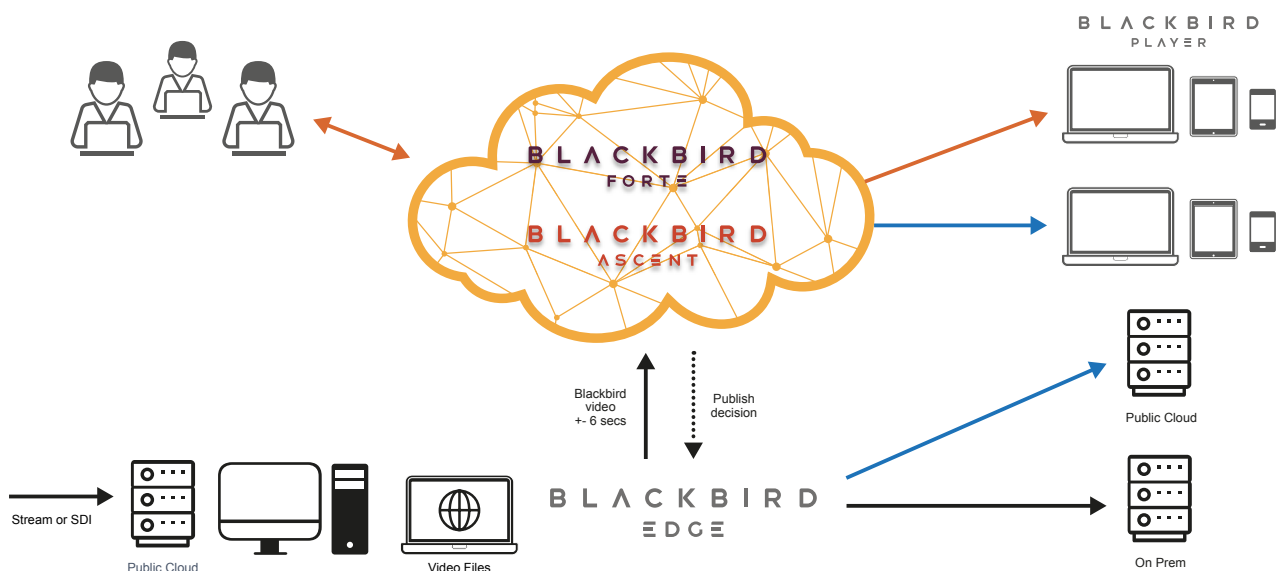 BLACKBIRD
PLAYER
BLACKBIRD
FORTE
BLACKBIRD
ASCENT
Blackbird
video
+- 6 secs
Publish
decision
Public Cloud
Stream or SDI
BLACKBIRD
EDGE
Public Cloud
Video Files
On Prem